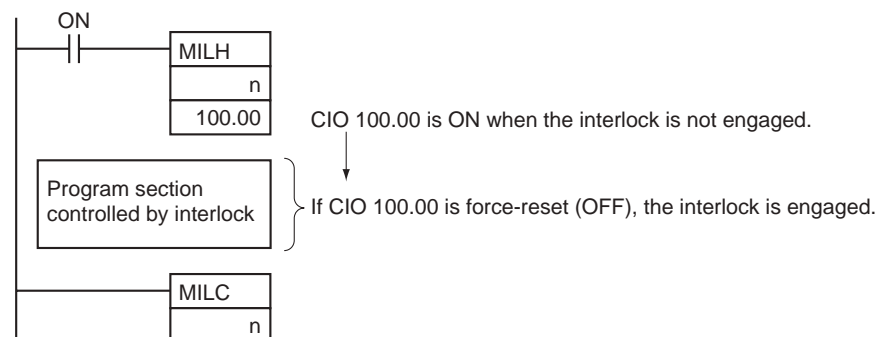 ON
MILH
n
100.00
CIO 100.00 is ON when the interlock is not engaged.
Program section
controlled by interlock
If CIO 100.00 is force-reset (OFF), the interlock is engaged.
MILC
n